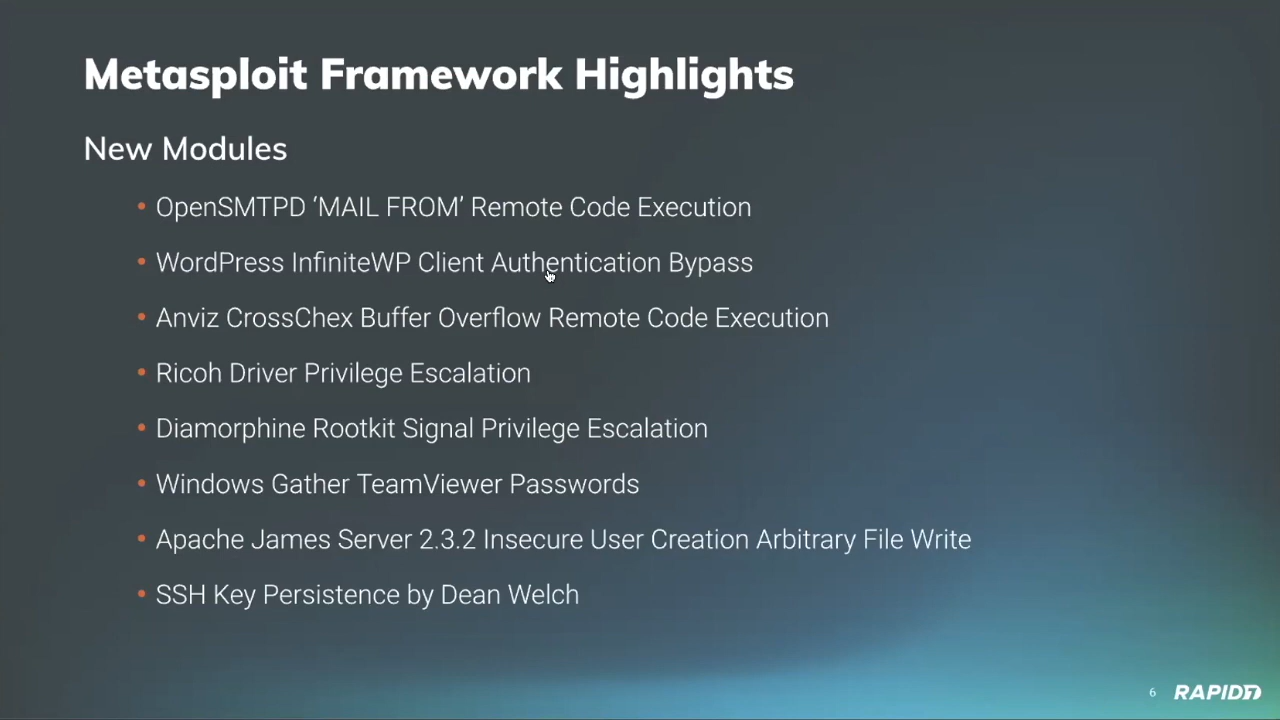 Metasploit Framework Highlights
New Modules
• OpenSMTPD ‘MAIL FROM’ Remote Code Execution
• WordPress InfiniteWP Client Authentication Bypass
• Anviz CrossChex Buffer Overflow Remote Code Execution
• Ricoh Driver Privilege Escalation
• Diamorphine Rootkit Signal Privilege Escalation
• Windows Gather TeamViewer Passwords
• Apache James Server 2.3.2 Insecure User Creation Arbitrary File Write
• SSH Key Persistence by Dean Welch
6 RAPID7